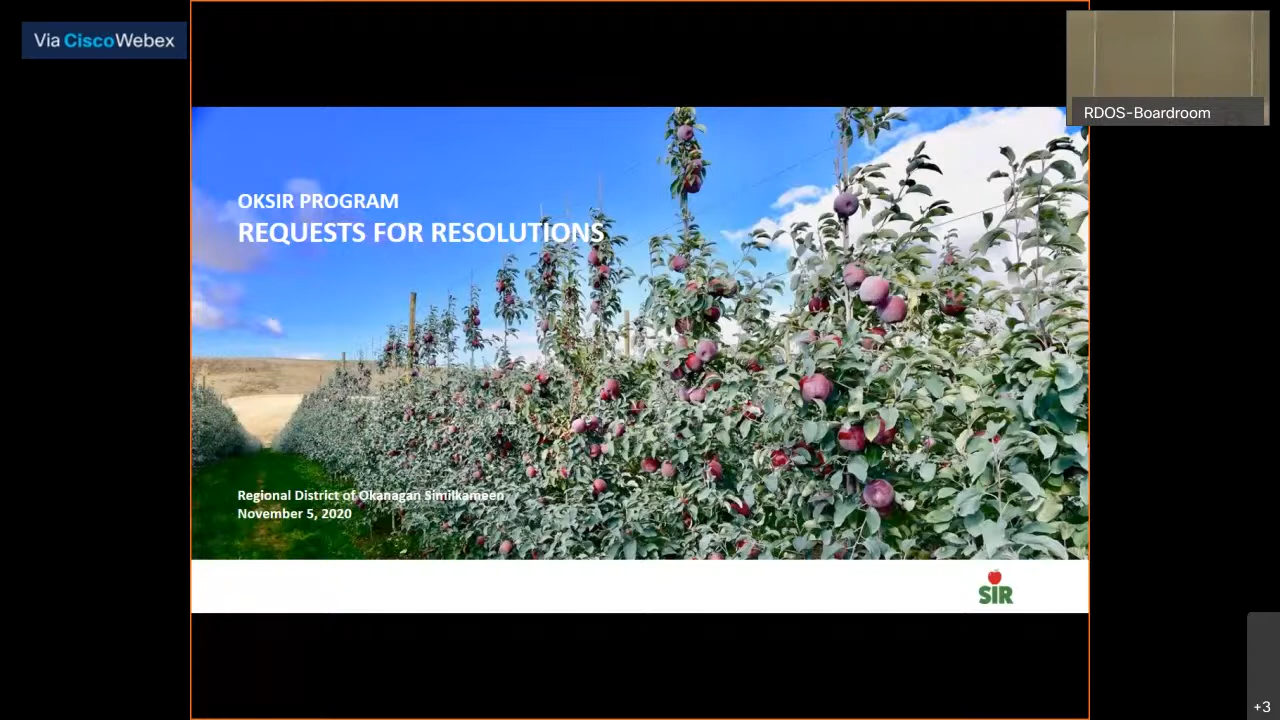 Via CiscoWebex
RDOS-Boardroom
OKSIR PROGRAM
REQUESTS FOR RESOLUTIONS
Regional District of Okanagan Similkameen
November 5, 2020
SIR
+3